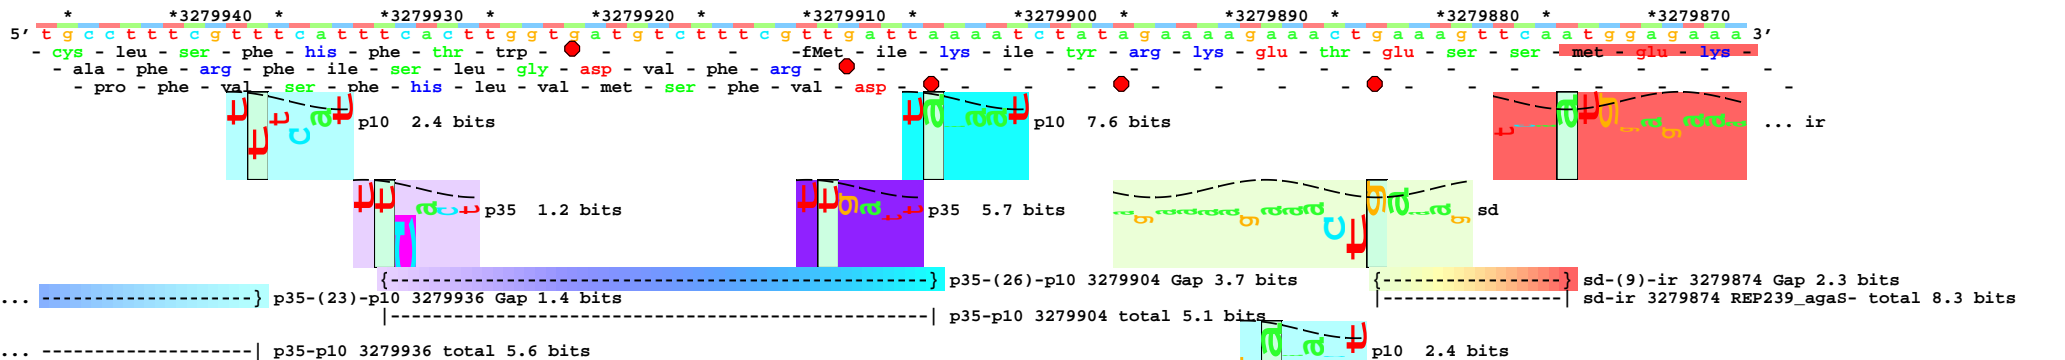 * *3279940 * *3279930 * *3279920 * *3279910 * *3279900 * *3279890 * *3279880 * *3279870
5' t g c c t t t c g t t t c a t t t c a c t t g g t g a t g t c t t t c g t t g a t t a a a a t c t a t a g a a a a g a a a c t g a a a g t t c a a t g g a g a a a 3'
- cys - leu - ser - phe - his - phe - thr - trp - - fMet - ile - lys - ile - tyr - arg - lys - glu - thr - glu - ser - ser - met - glu - lys -
- ala - phe - arg - phe - ile - ser - leu - gly - asp - val - phe - arg -
- pro - phe - val - ser - phe - his - leu - val - met - ser - phe - val - asp -
p10 2.4 bits
p10 7.6 bits
... ir
p35 1.2 bits
p35 5.7 bits
sd
{--------------------------} p35-(26)-p10 3279904 Gap 3.7 bits
{---------} sd-(9)-ir 3279874 Gap 2.3 bits
... --------------------} p35-(23)-p10 3279936 Gap 1.4 bits
|---------| sd-ir 3279874 REP239_agaS- total 8.3 bits
|--------------------------| p35-p10 3279904 total 5.1 bits
... --------------------| p35-p10 3279936 total 5.6 bits
p10 2.4 bits